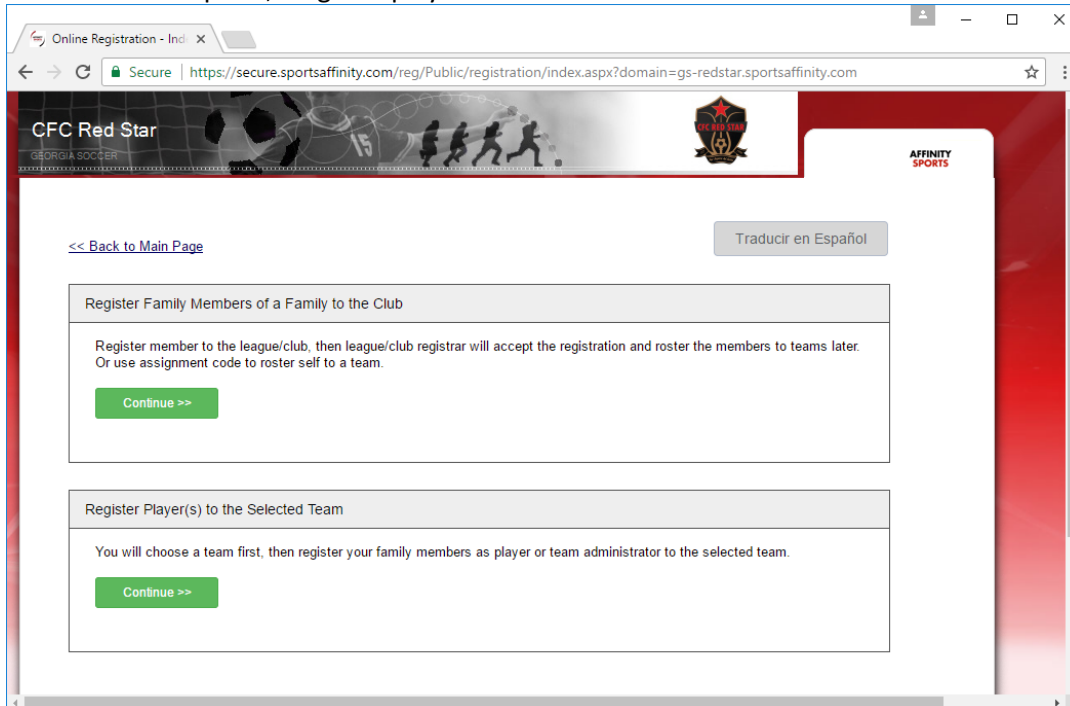 Online Registration - Ind
Secure | https://secure.sportsaffinity.com/reg/Public/registration/index.aspx?domain=gs-redstar.sportsaffinity.com
CFC Red Star
GEORGIA SOCCER
15
CFC RED STAR
AFFINITY
SPORTS
<< Back to Main Page
Traducir en Español
Register Family Members of a Family to the Club
Register member to the league/club, then league/club registrar will accept the registration and roster the members to teams later.
Or use assignment code to roster self to a team.
Continue >>
Register Player(s) to the Selected Team
You will choose a team first, then register your family members as player or team administrator to the selected team.
Continue >>